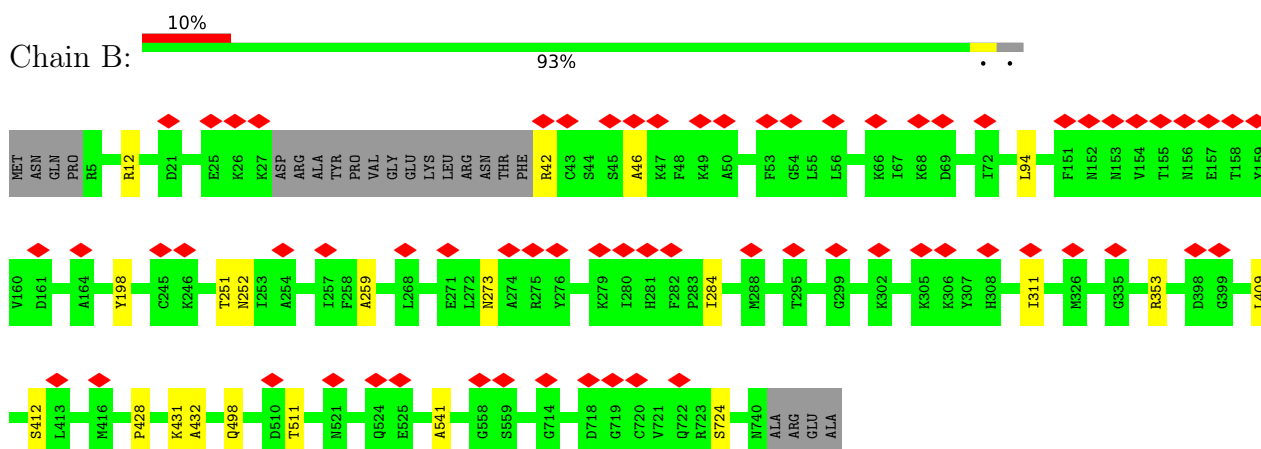 10%
Chain B:
93%
• •
MET ASN GLN PRO R5 R12 D21 E25 K26 K27 ASP ARG ALA TYR PRO VAL GLY GLU LYS LEU ARG ASN THR PHE R42 C43 S44 S45 A46 K47 F48 K49 A50 F53 G54 L55 L56 K66 I67 K68 D69 I72 L94 F151 N152 N153 V154 T155 N156 E157 T158 Y159
V160 D161 A164 Y198 C245 K246 T251 N252 I253 A254 I257 F258 A259 L268 E271 L272 N273 A274 R275 Y276 K279 I280 H281 F282 P283 I284 M288 T295 G299 K302 K305 K306 Y307 H308 I311 M326 G335 R353 D398 G399 L409
S412 L413 M416 P428 K431 A432 Q498 D510 T511 N521 Q524 E525 A541 G558 S559 G714 D718 G719 C720 V721 Q722 R723 S724 N740 ALA ARG GLU ALA